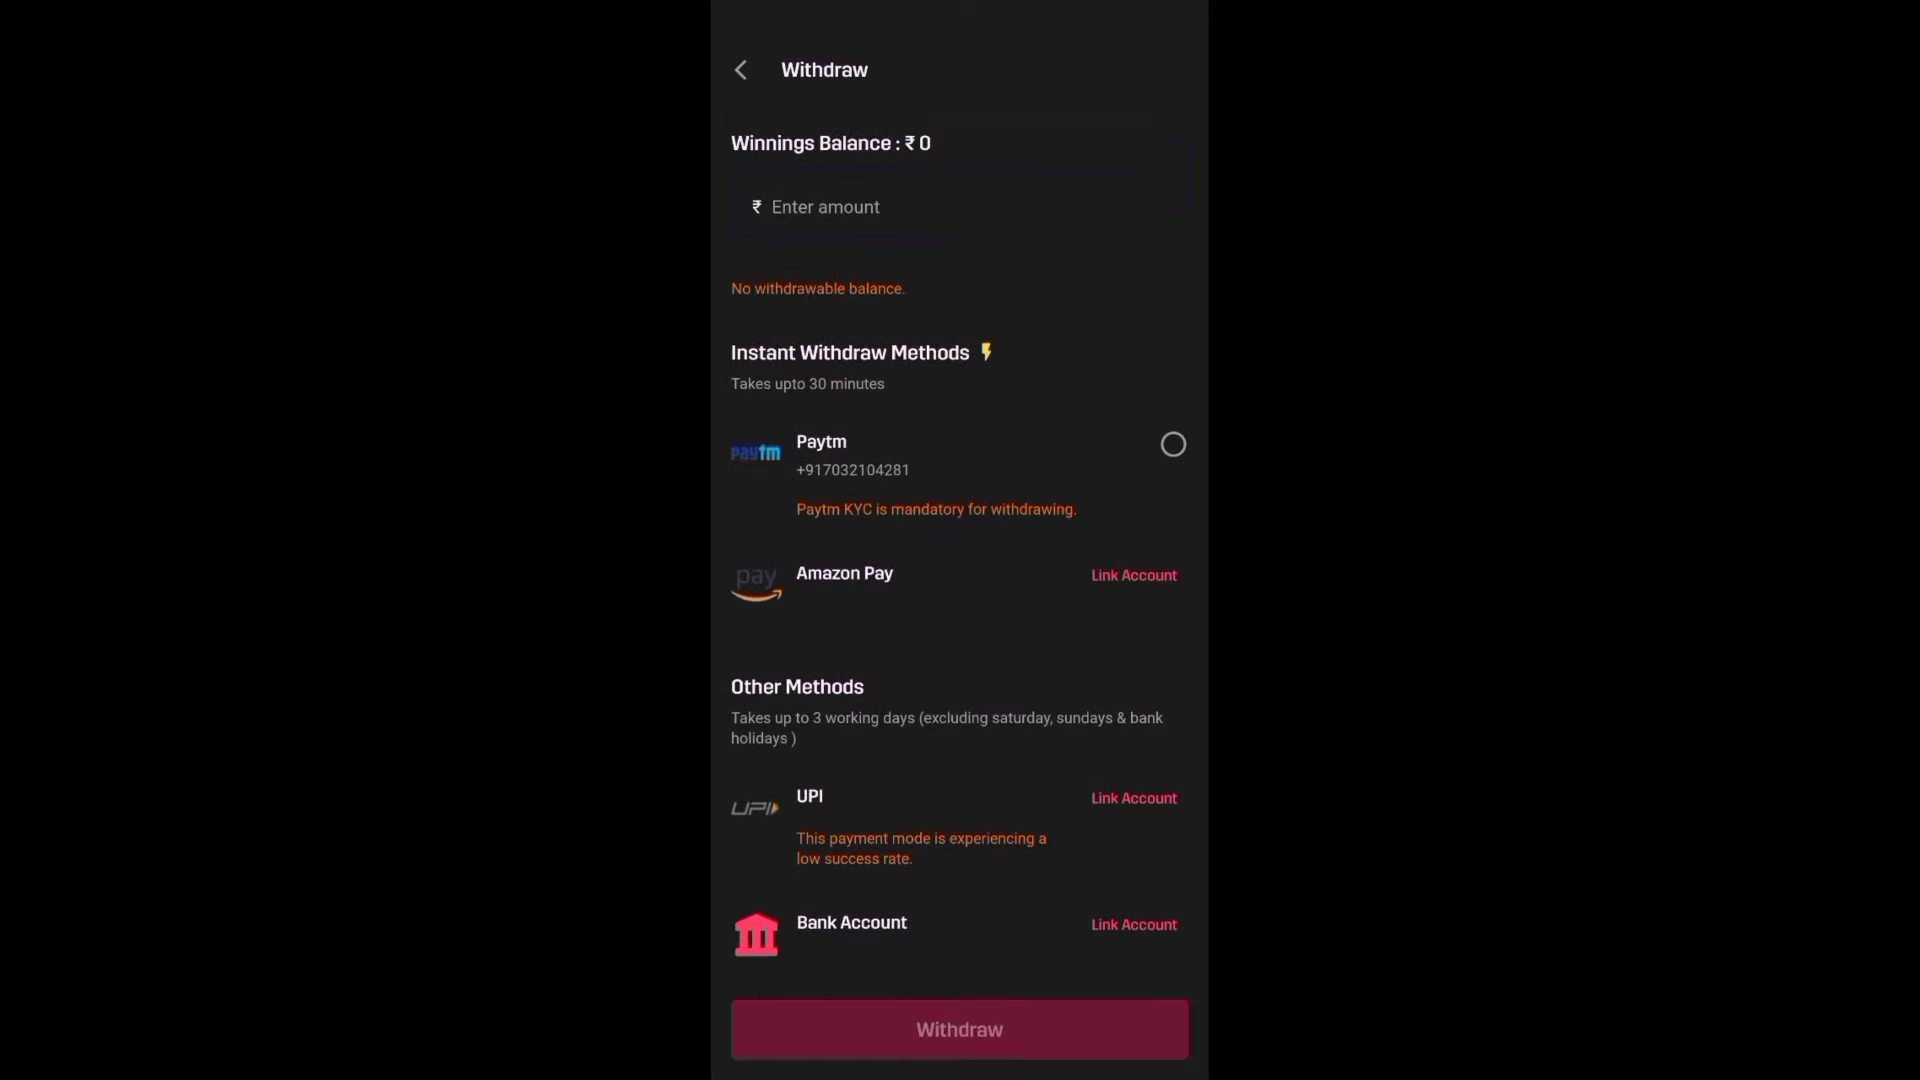 Withdraw
Winnings Balance : ₹ 0
₹ Enter amount
No withdrawable balance.
Instant Withdraw Methods
Takes upto 30 minutes
paytm
Paytm
+917032104281
Paytm KYC is mandatory for withdrawing.
pay
Amazon Pay
Link Account
Other Methods
Takes up to 3 working days (excluding saturday, sundays & bank
holidays )
UPI
UPI
Link Account
This payment mode is experiencing a
low success rate.
Bank Account
Link Account
Withdraw